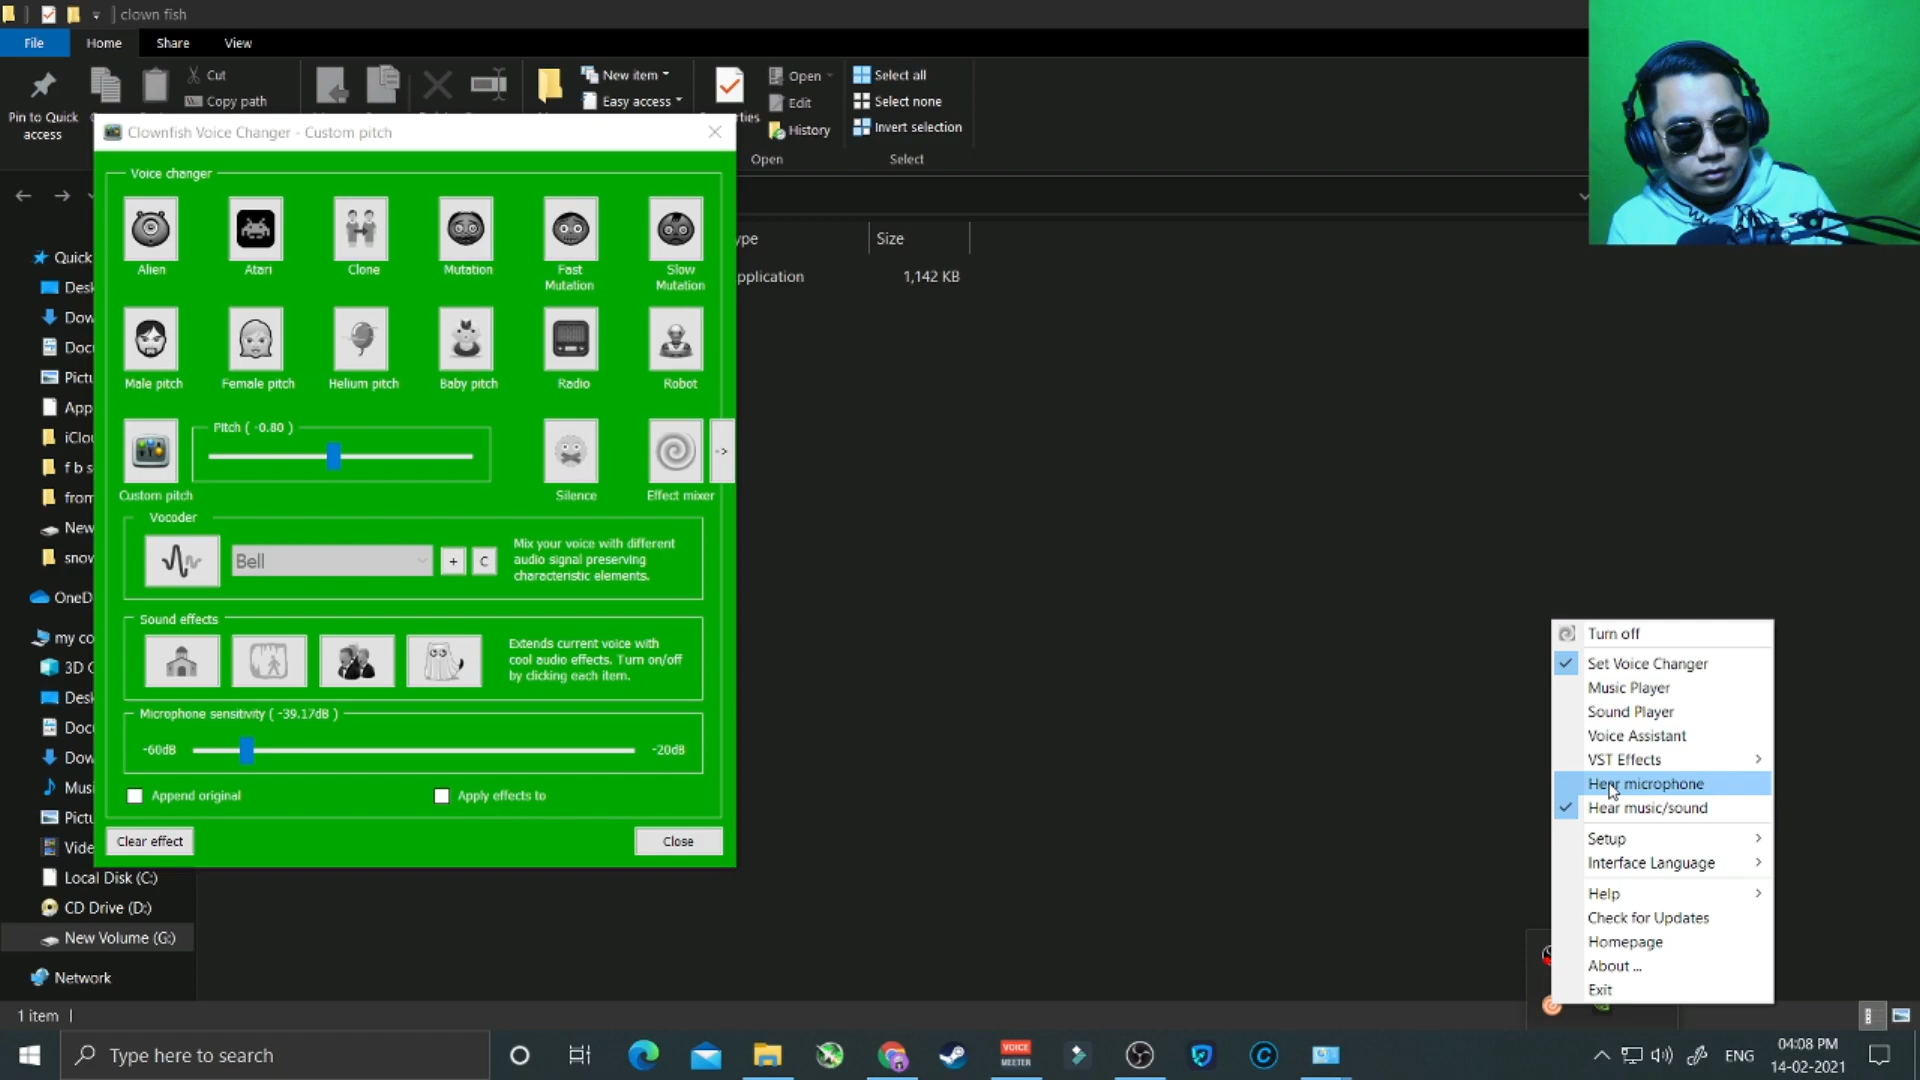 clown fish
File Home Share View
Pin to Quick access
Cut
Copy path
New item
Easy access
Open
Edit
History
Open
Select all
Select none
Invert selection
Select
Clownfish Voice Changer - Custom pitch
Voice changer
Alien Atari Clone Mutation Fast Mutation Slow Mutation
Male pitch Female pitch Helium pitch Baby pitch Radio Robot
Pitch ( -0.80 )
->
Custom pitch Silence Effect mixer
Vocoder
Bell + C
Mix your voice with different
audio signal preserving
characteristic elements.
Sound effects
Extends current voice with
cool audio effects. Turn on/off
by clicking each item.
Microphone sensitivity ( -39.17dB )
-60dB -20dB
Append original Apply effects to
Clear effect Close
ype Size
pplication 1,142 KB
Quick
Desk
Dow
Docu
Pictu
App
iClou
f b s
from
New
snow
OneD
my co
3D O
Desk
Docu
Dow
Musi
Pictu
Vide
Local Disk (C:)
CD Drive (D:)
New Volume (G:)
Network
1 item
Turn off
Set Voice Changer
Music Player
Sound Player
Voice Assistant
VST Effects
Hear microphone
Hear music/sound
Setup
Interface Language
Help
Check for Updates
Homepage
About ...
Exit
Type here to search
VOICE
MEETER
ENG
04:08 PM
14-02-2021